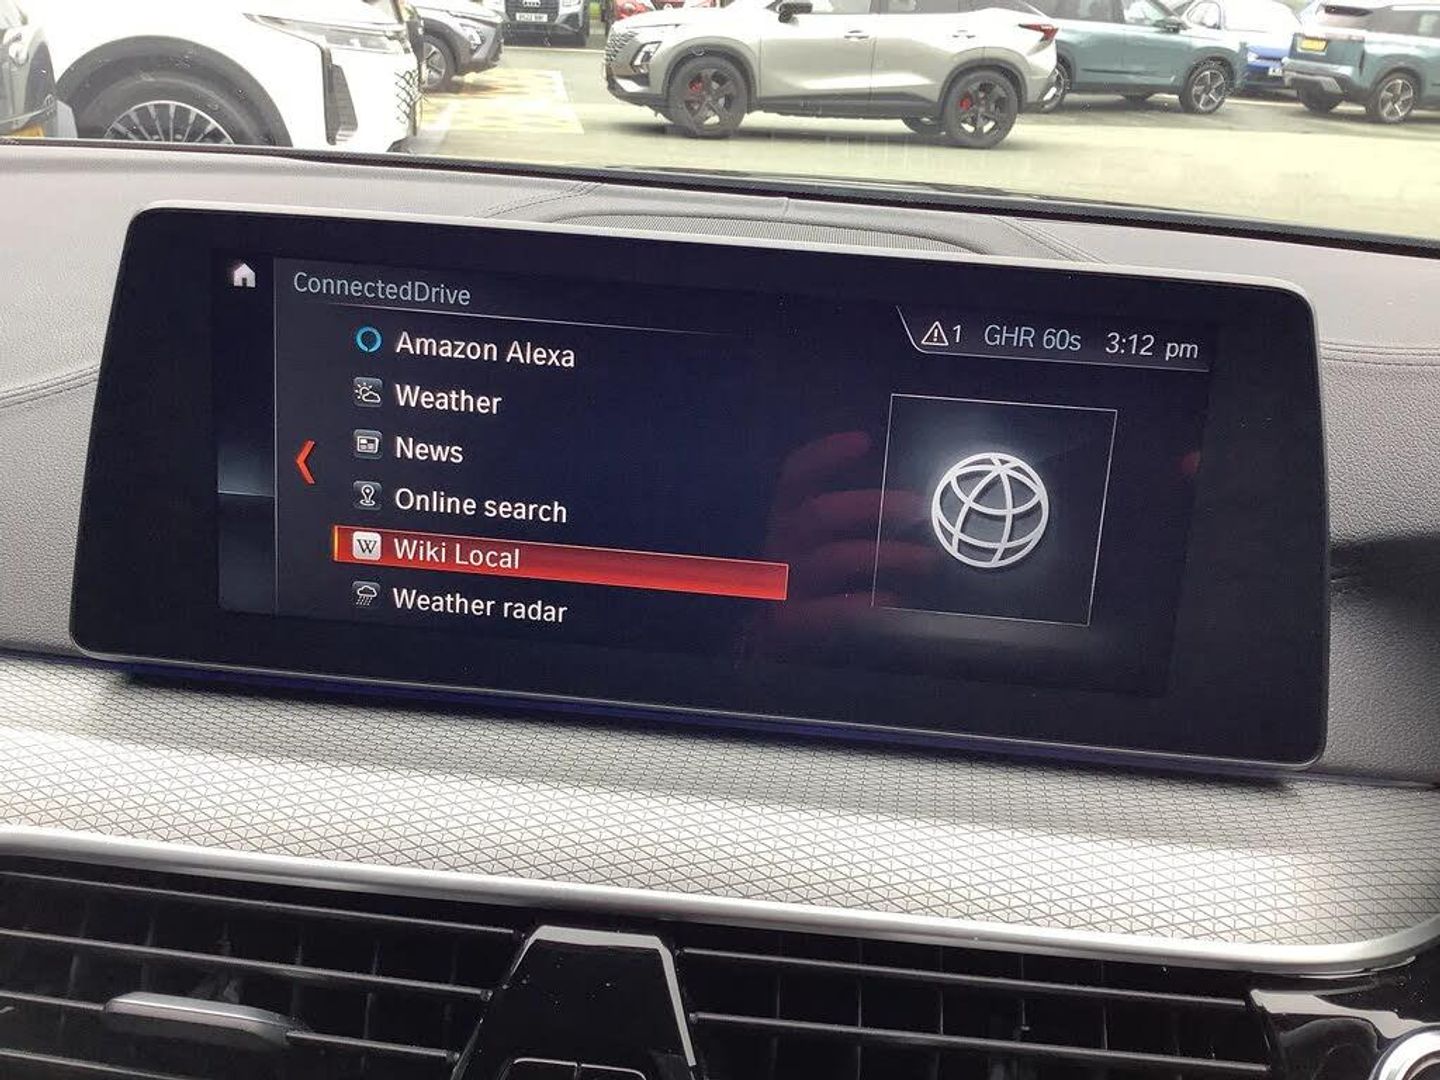 ConnectedDrive
1 GHR 60s 3:12 pm
Amazon Alexa
Weather
News
Online search
W Wiki Local
Weather radar